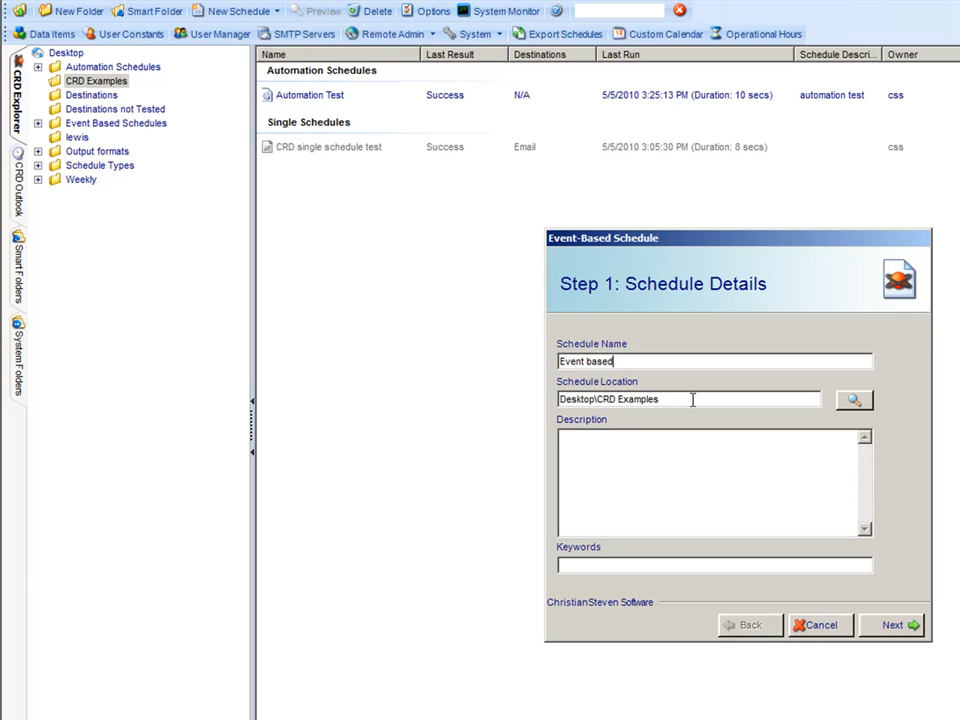 New Folder Smart Folder New Schedule Preview Delete Options System Monitor
Data Items User Constants User Manager SMTP Servers Remote Admin System Export Schedules Custom Calendar Operational Hours
CRD Explorer
CRD Outlook
Smart Folders
System Folders
Desktop
Automation Schedules
CRD Examples
Destinations
Destinations not Tested
Event Based Schedules
lewis
Output formats
Schedule Types
Weekly
Name Last Result Destinations Last Run Schedule Descri... Owner
Automation Schedules
Automation Test Success N/A 5/5/2010 3:25:13 PM (Duration: 10 secs) automation test css
Single Schedules
CRD single schedule test Success Email 5/5/2010 3:05:30 PM (Duration: 8 secs) css
Event-Based Schedule
Step 1: Schedule Details
Schedule Name
Event based
Schedule Location
Desktop\CRD Examples
Description
Keywords
ChristianSteven Software
Back Cancel Next